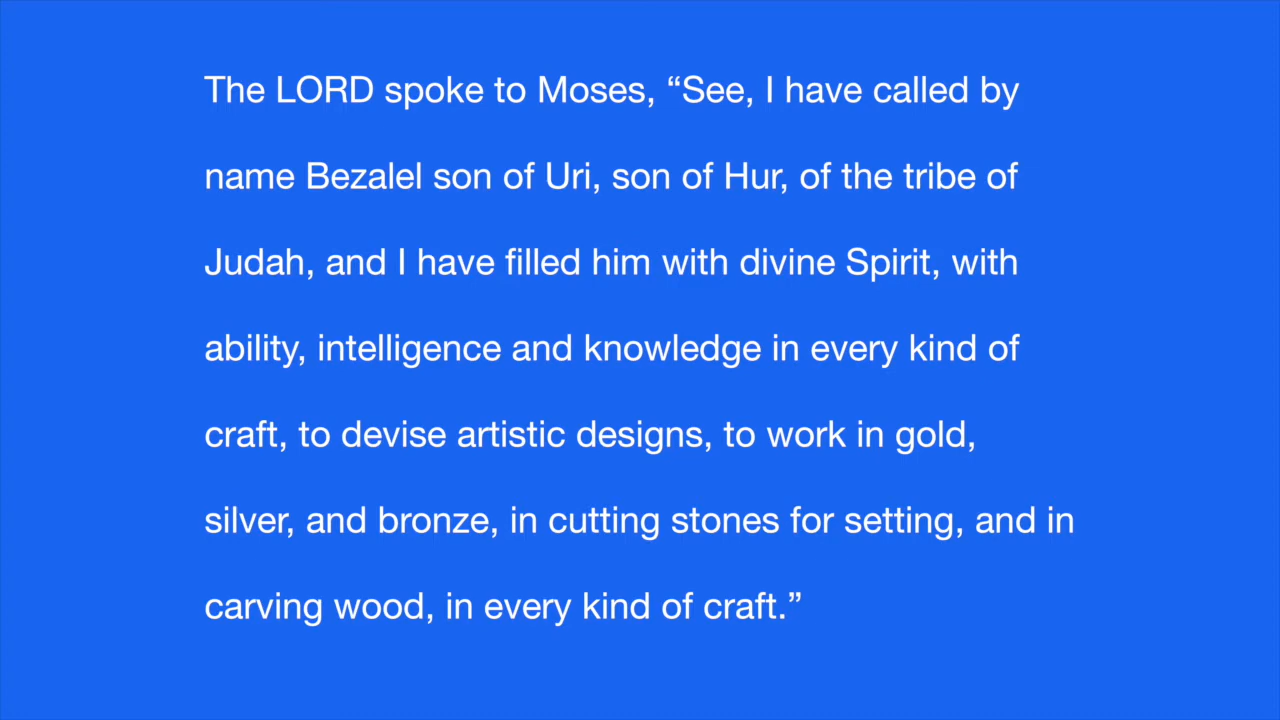 The LORD spoke to Moses, “See, I have called by
name Bezalel son of Uri, son of Hur, of the tribe of
Judah, and I have filled him with divine Spirit, with
ability, intelligence and knowledge in every kind of
craft, to devise artistic designs, to work in gold,
silver, and bronze, in cutting stones for setting, and in
carving wood, in every kind of craft.”